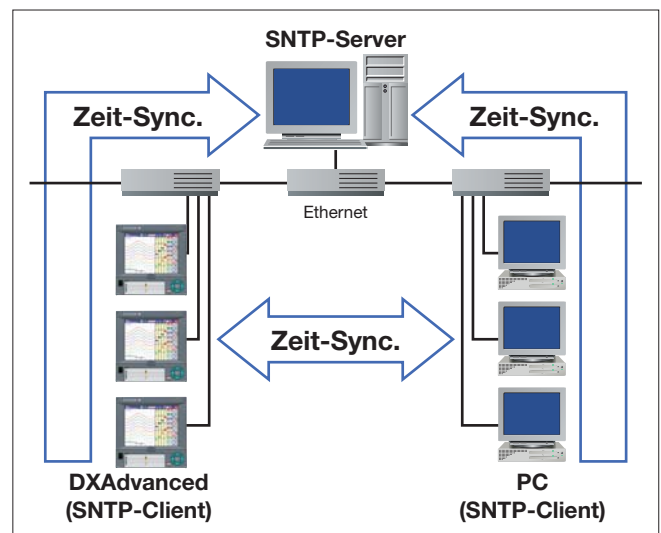 SNTP-Server
Zeit-Sync.
Zeit-Sync.
Ethernet
Zeit-Sync.
DXAdvanced
(SNTP-Client)
PC
(SNTP-Client)